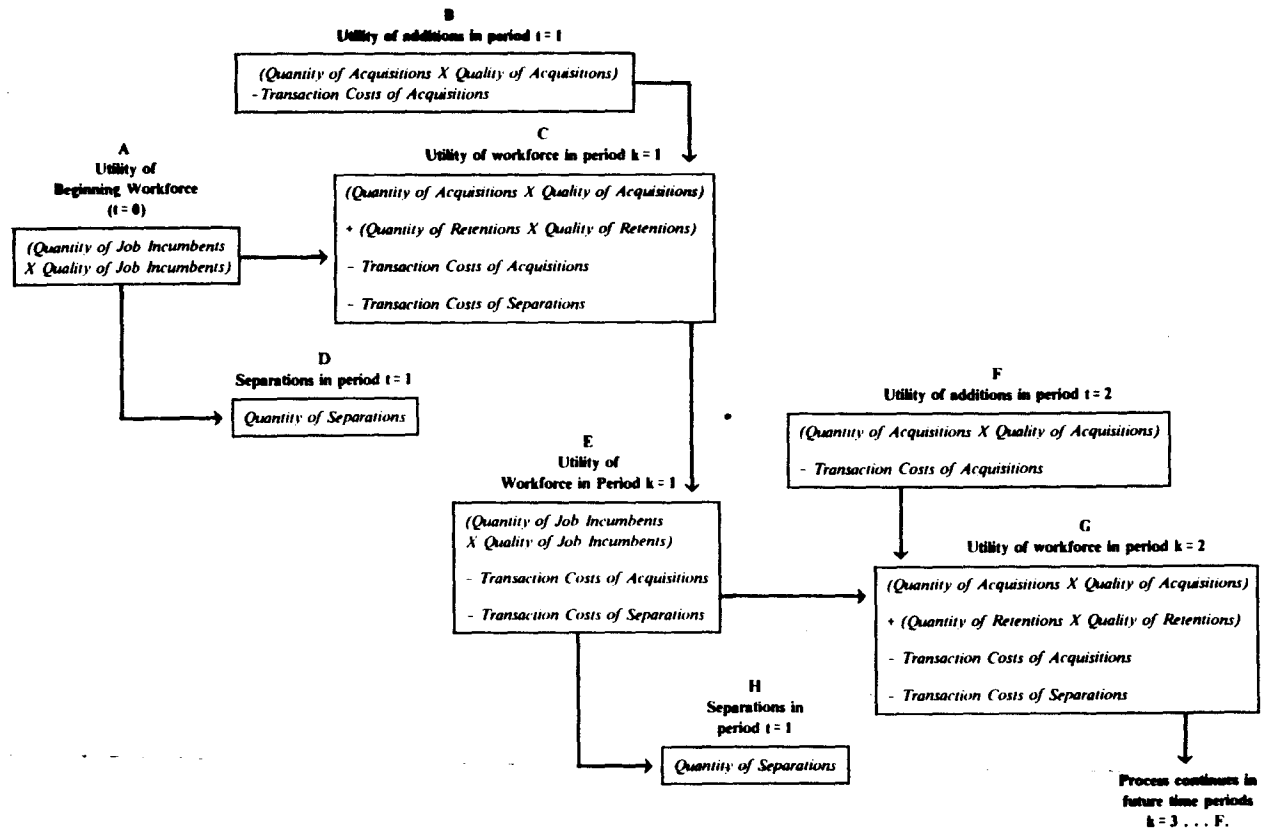 B
Utility of additions in period t = 1
(Quantity of Acquisitions X Quality of Acquisitions)
- Transaction Costs of Acquisitions
C
Utility of workforce in period k = 1
(Quantity of Acquisitions X Quality of Acquisitions)
+ (Quantity of Retentions X Quality of Retentions)
- Transaction Costs of Acquisitions
- Transaction Costs of Separations
A
Utility of
Beginning Workforce
(t = 0)
(Quantity of Job Incumbents
X Quality of Job Incumbents)
D
Separations in period t = 1
Quantity of Separations
E
Utility of
Workforce in Period k = 1
(Quantity of Job Incumbents
X Quality of Job Incumbents)
- Transaction Costs of Acquisitions
- Transaction Costs of Separations
F
Utility of additions in period t = 2
(Quantity of Acquisitions X Quality of Acquisitions)
- Transaction Costs of Acquisitions
G
Utility of workforce in period k = 2
(Quantity of Acquisitions X Quality of Acquisitions)
+ (Quantity of Retentions X Quality of Retentions)
- Transaction Costs of Acquisitions
- Transaction Costs of Separations
H
Separations in
period t = 1
Quantity of Separations
Process continues in
future time periods
k = 3 . . . F.